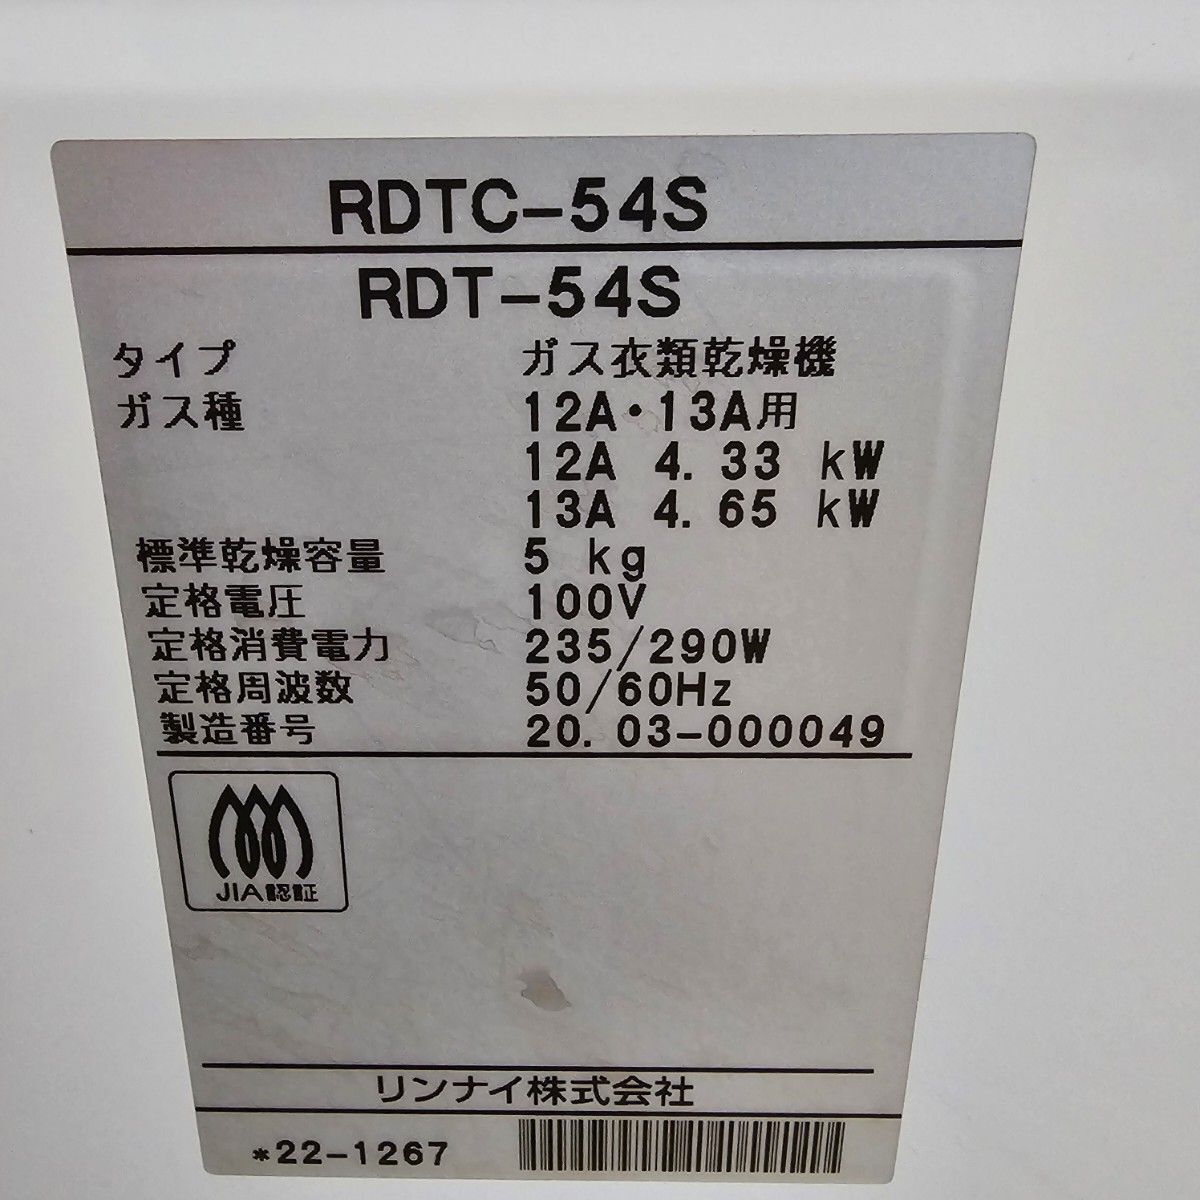 RDTC-54S
RDT-54S
タイプ ガス衣類乾燥機
ガス種 12A・13A用
12A 4.33 kW
13A 4.65 kW
標準乾燥容量 5 kg
定格電圧 100V
定格消費電力 235/290W
定格周波数 50/60Hz
製造番号 20.03-000049
JIA認証
リンナイ株式会社
*22-1267